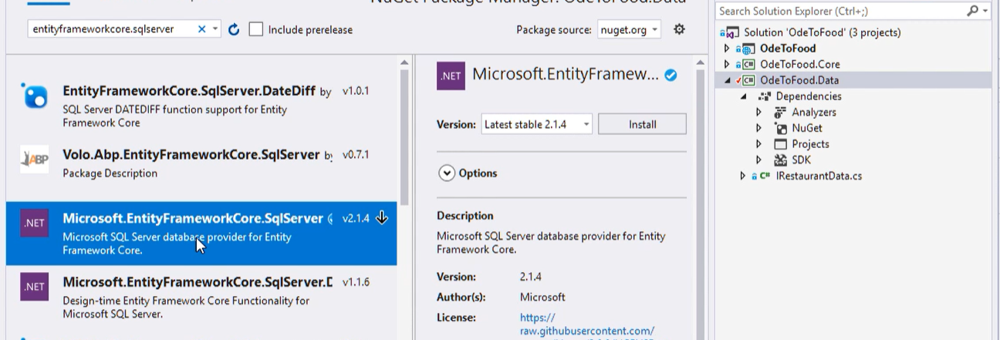 NuGet Package Manager: OdeToFood.Data
entityframeworkcore.sqlserver
Include prerelease
Package source: nuget.org
EntityFrameworkCore.SqlServer.DateDiff by v1.0.1
SQL Server DATEDIFF function support for Entity
Framework Core
ABP
Volo.Abp.EntityFrameworkCore.SqlServer by v0.7.1
Package Description
.NET
Microsoft.EntityFrameworkCore.SqlServer v2.1.4
Microsoft SQL Server database provider for Entity
Framework Core.
.NET
Microsoft.EntityFrameworkCore.SqlServer.D v1.1.6
Design-time Entity Framework Core Functionality for
Microsoft SQL Server.
.NET
Microsoft.EntityFramew...
Version: Latest stable 2.1.4 Install
Options
Description
Microsoft SQL Server database provider for Entity
Framework Core.
Version: 2.1.4
Author(s): Microsoft
License: https://
raw.githubusercontent.com/
Search Solution Explorer (Ctrl+;)
Solution 'OdeToFood' (3 projects)
OdeToFood
C# OdeToFood.Core
C# OdeToFood.Data
Dependencies
Analyzers
NuGet
Projects
SDK
C# IRestaurantData.cs